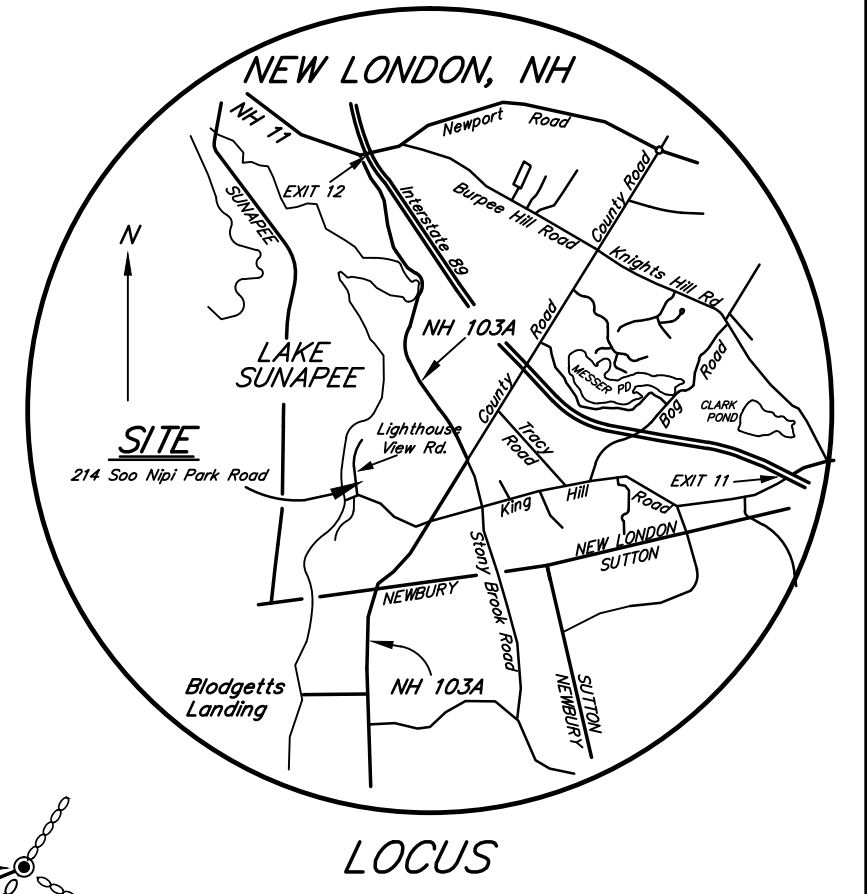 NEW LONDON, NH
NH 11
Newport Road
EXIT 12
SUNAPEE
Interstate 89
Burpee Hill Road
County Road
Knights Hill Rd
N
NH 103A
LAKE
SUNAPEE
County Road
MESSER PD
Bog Road
CLARK
POND
SITE
214 Soo Nipi Park Road
Lighthouse
View Rd.
Tracy
Road
EXIT 11
King Hill Road
NEW LONDON
SUTTON
NEWBURY
Stony Brook Road
Blodgetts
Landing
NH 103A
SUTTON
NEWBURY
LOCUS